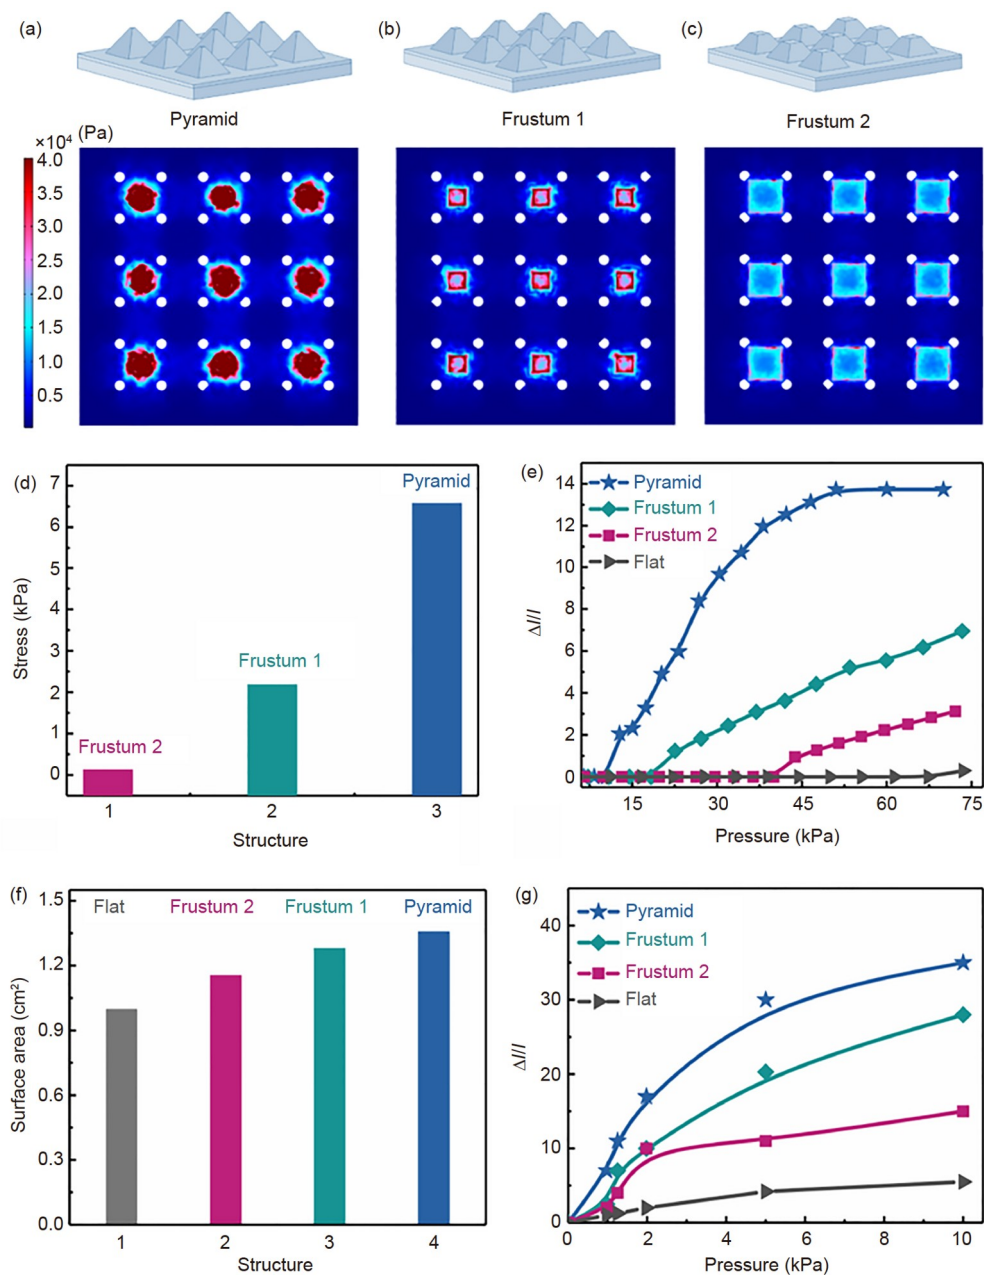 (a)
(b)
(c)
Pyramid
Frustum 1
Frustum 2
×10⁴ (Pa)
4.0
3.5
3.0
2.5
2.0
1.5
1.0
0.5
(d)
Pyramid
Frustum 1
Frustum 2
7
6
5
6
4
3
2
1
0
Stress (kPa)
1
2
3
Structure
(e)
Pyramid
Frustum 1
Frustum 2
Flat
14
12
10
8
6
4
2
0
ΔI/I
15
30
45
60
75
Pressure (kPa)
(f)
Flat
Frustum 2
Frustum 1
Pyramid
1.5
1.2
0.9
0.6
0.3
0.0
Surface area (cm²)
1
2
3
4
Structure
(g)
Pyramid
Frustum 1
Frustum 2
Flat
40
30
20
10
0
ΔI/I
0
2
4
6
8
10
Pressure (kPa)